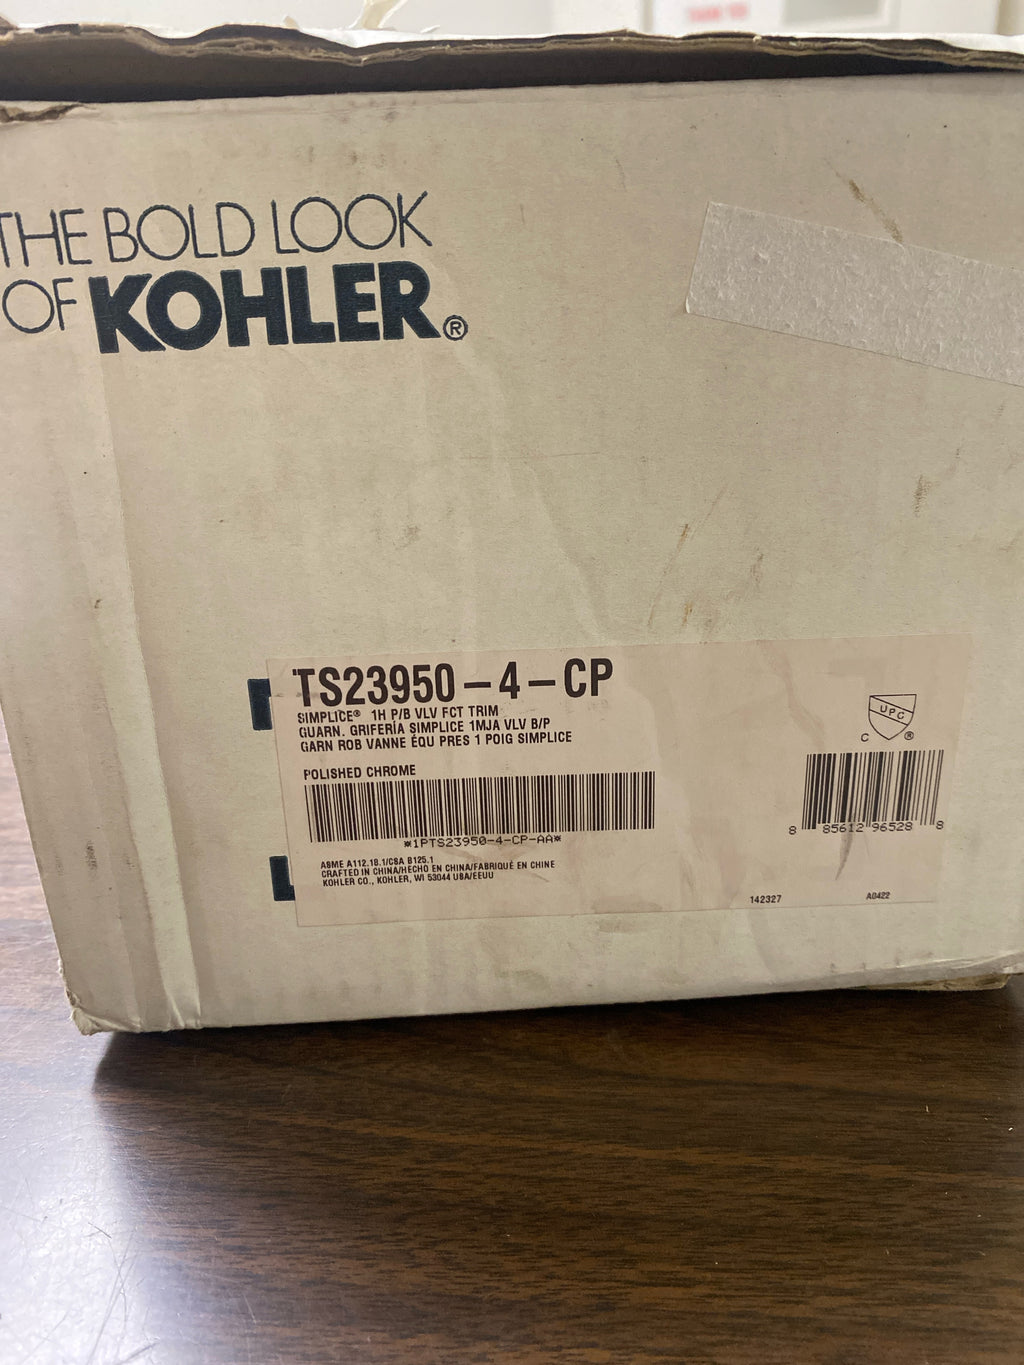 THE BOLD LOOK
OF KOHLER®
TS23950-4-CP
SIMPLICE® 1H P/B VLV FCT TRIM
GUARN. GRIFERÍA SIMPLICE 1MJA VLV B/P
GARN ROB VANNE ÉQU PRES 1 POIG SIMPLICE
POLISHED CHROME
*1PTS23950-4-CP-AA*
ASME A112.18.1/CSA B125.1
CRAFTED IN CHINA/HECHO EN CHINA/FABRIQUÉ EN CHINE
KOHLER CO., KOHLER, WI 53044 USA/EEUU
UPC
C ®
8 85612 96528 8
142327 A0422